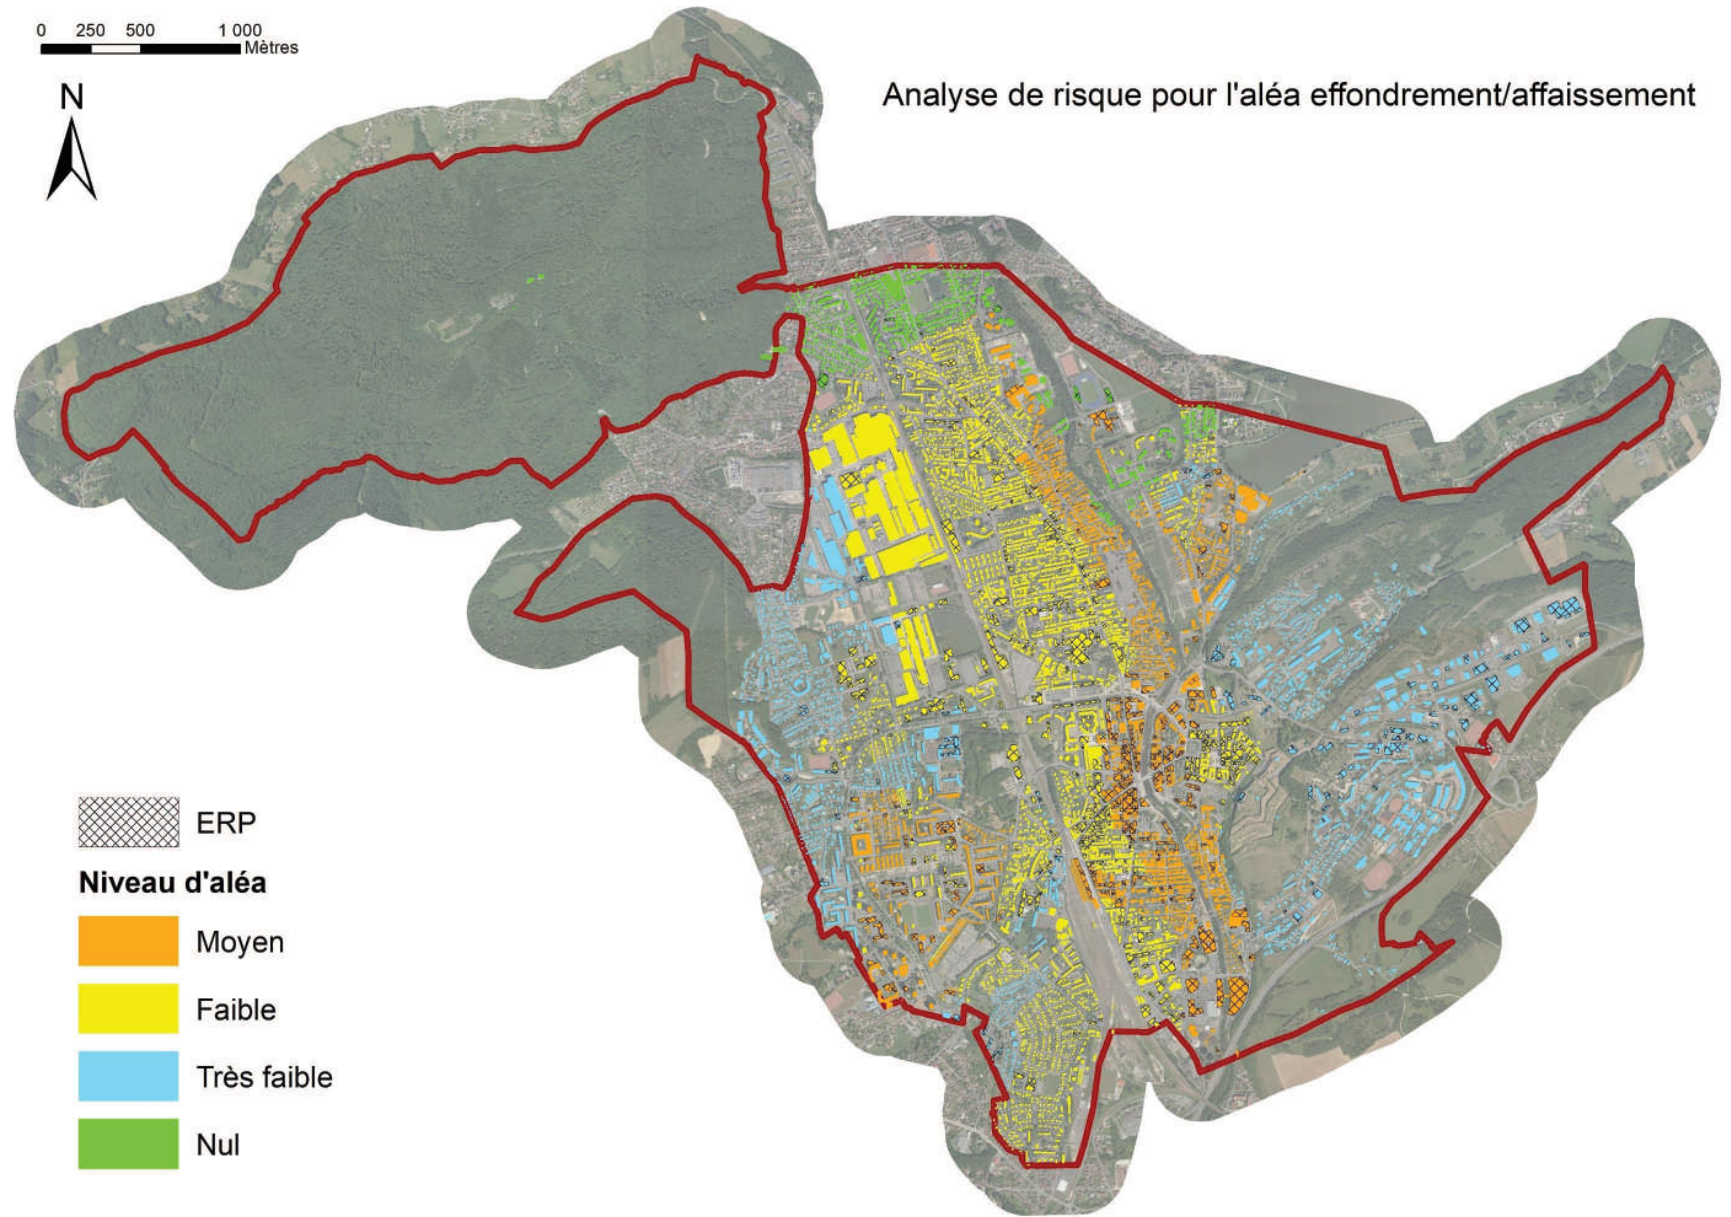 0 250 500 1 000
Mètres
N
Analyse de risque pour l'aléa effondrement/affaissement
ERP
Niveau d'aléa
Moyen
Faible
Très faible
Nul